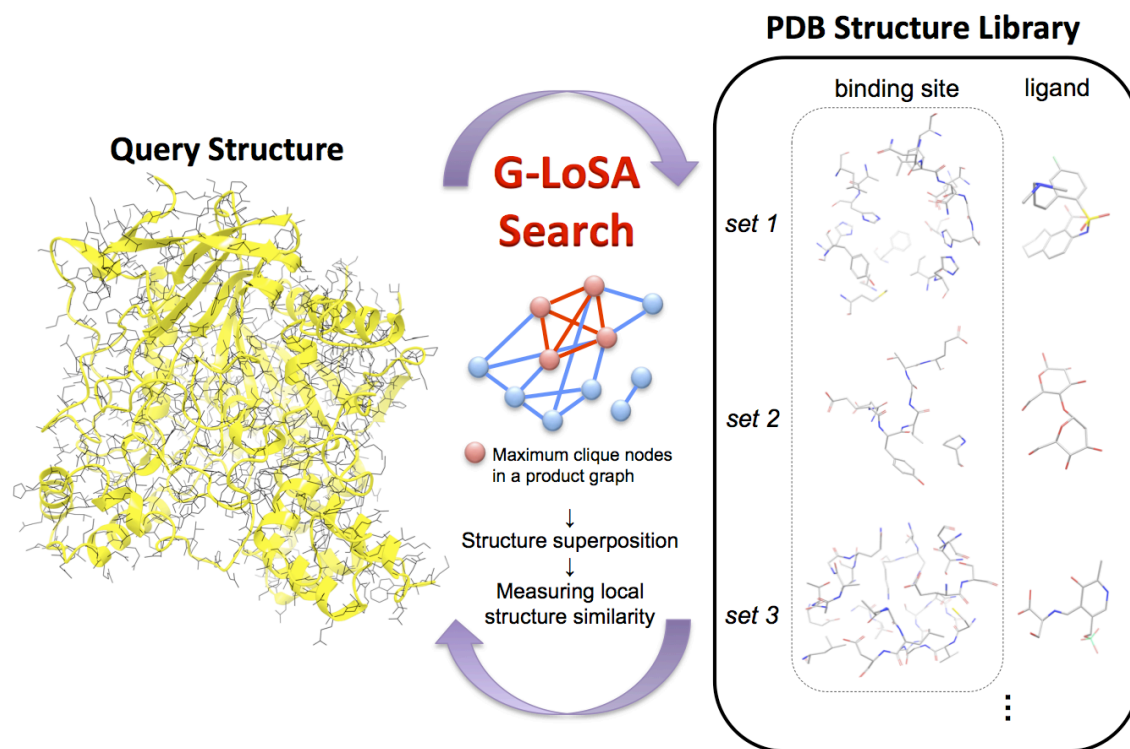 Query Structure
G-LoSA
Search
Maximum clique nodes
in a product graph
↓
Structure superposition
↓
Measuring local
structure similarity
PDB Structure Library
binding site ligand
set 1
set 2
set 3
⋮